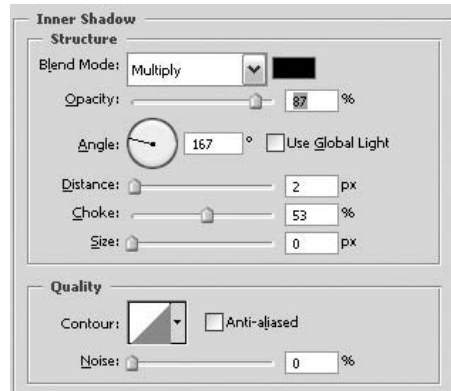 Inner Shadow
Structure
Blend Mode: Multiply
Opacity: 87 %
Angle: 167 ° Use Global Light
Distance: 2 px
Choke: 53 %
Size: 0 px
Quality
Contour: Anti-aliased
Noise: 0 %